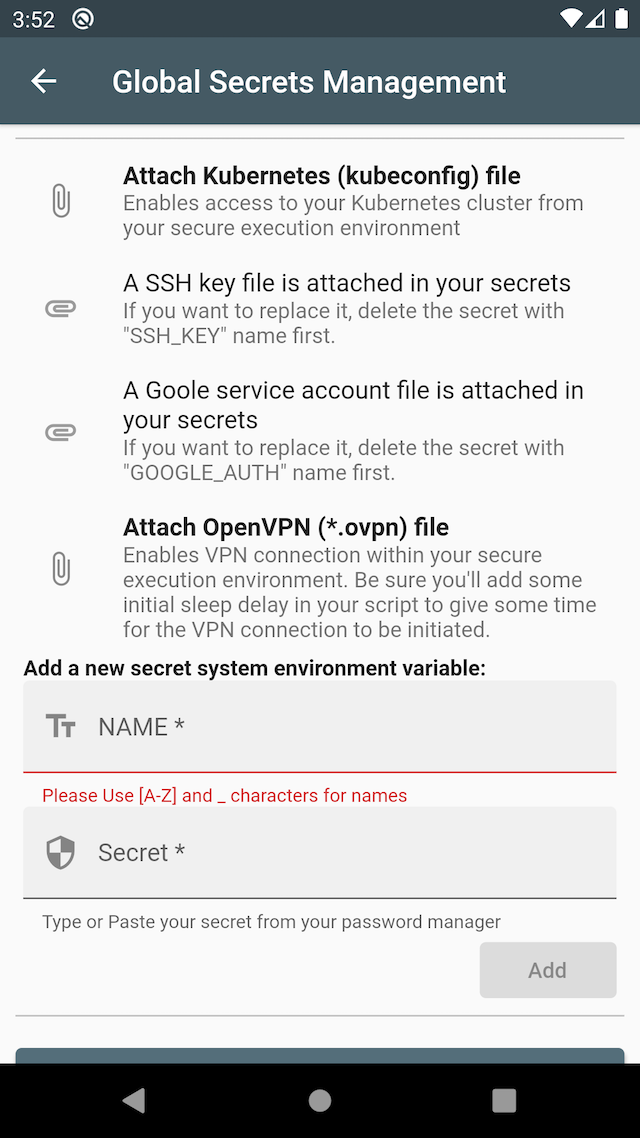 3:52
Global Secrets Management
Attach Kubernetes (kubeconfig) file
Enables access to your Kubernetes cluster from
your secure execution environment
A SSH key file is attached in your secrets
If you want to replace it, delete the secret with
"SSH_KEY" name first.
A Goole service account file is attached in
your secrets
If you want to replace it, delete the secret with
"GOOGLE_AUTH" name first.
Attach OpenVPN (*.ovpn) file
Enables VPN connection within your secure
execution environment. Be sure you'll add some
initial sleep delay in your script to give some time
for the VPN connection to be initiated.
Add a new secret system environment variable:
NAME *
Please Use [A-Z] and _ characters for names
Secret *
Type or Paste your secret from your password manager
Add